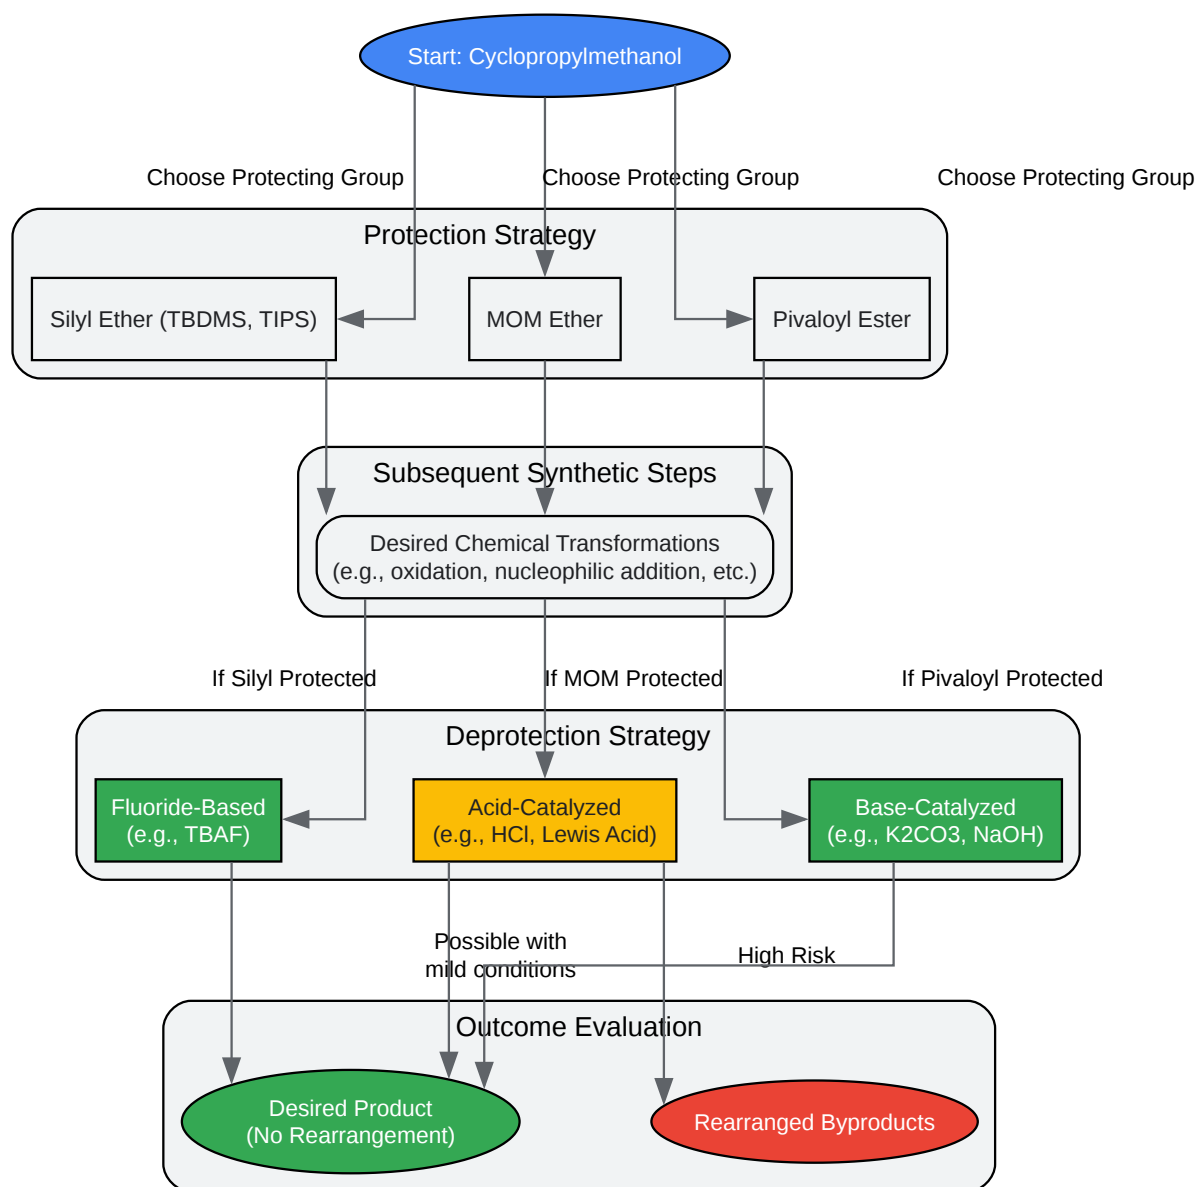 Start: Cyclopropylmethanol
Choose Protecting Group
Choose Protecting Group
Choose Protecting Group
Protection Strategy
Silyl Ether (TBDMS, TIPS)
MOM Ether
Pivaloyl Ester
Subsequent Synthetic Steps
Desired Chemical Transformations
(e.g., oxidation, nucleophilic addition, etc.)
If Silyl Protected
If MOM Protected
If Pivaloyl Protected
Deprotection Strategy
Fluoride-Based
(e.g., TBAF)
Acid-Catalyzed
(e.g., HCl, Lewis Acid)
Base-Catalyzed
(e.g., K2CO3, NaOH)
Possible with
mild conditions
High Risk
Outcome Evaluation
Desired Product
(No Rearrangement)
Rearranged Byproducts